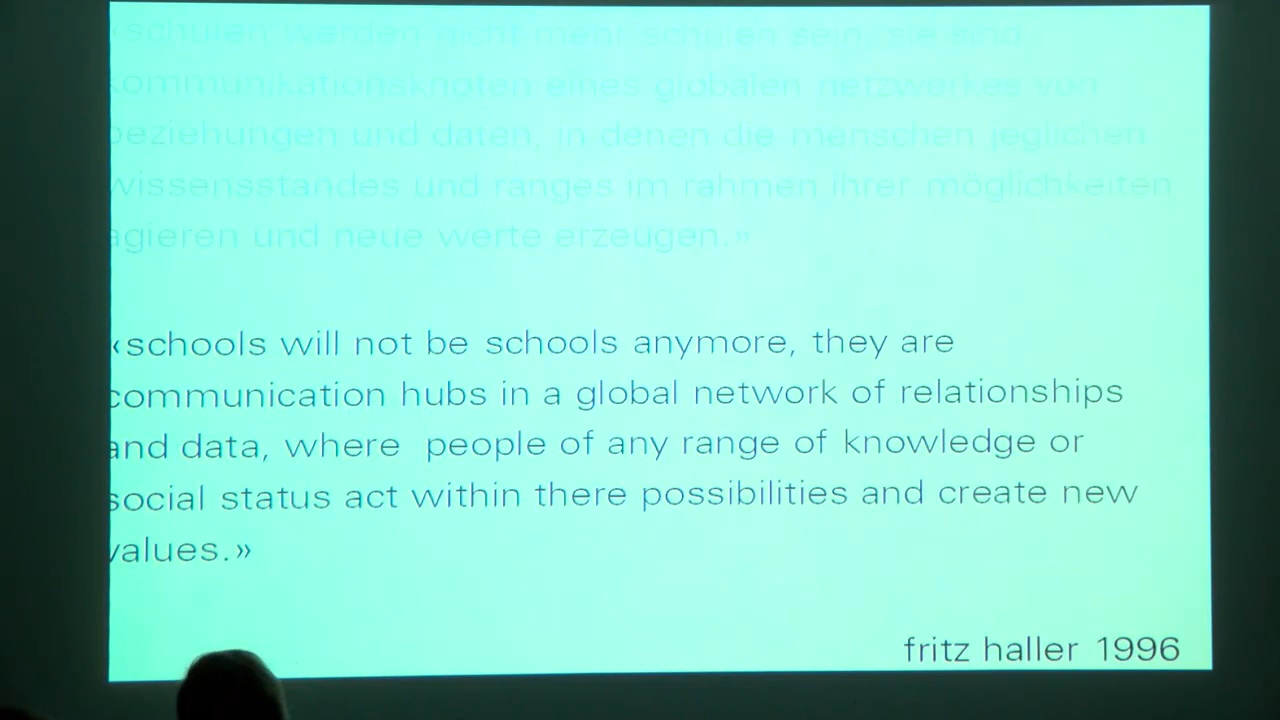 «schulen werden nicht mehr schulen sein, sie sind
kommunikationsknoten eines globalen netzwerkes von
beziehungen und daten, in denen die menschen jeglichen
wissensstandes und ranges im rahmen ihrer möglichkeiten
agieren und neue werte erzeugen.»
«schools will not be schools anymore, they are
communication hubs in a global network of relationships
and data, where people of any range of knowledge or
social status act within there possibilities and create new
values.»
fritz haller 1996